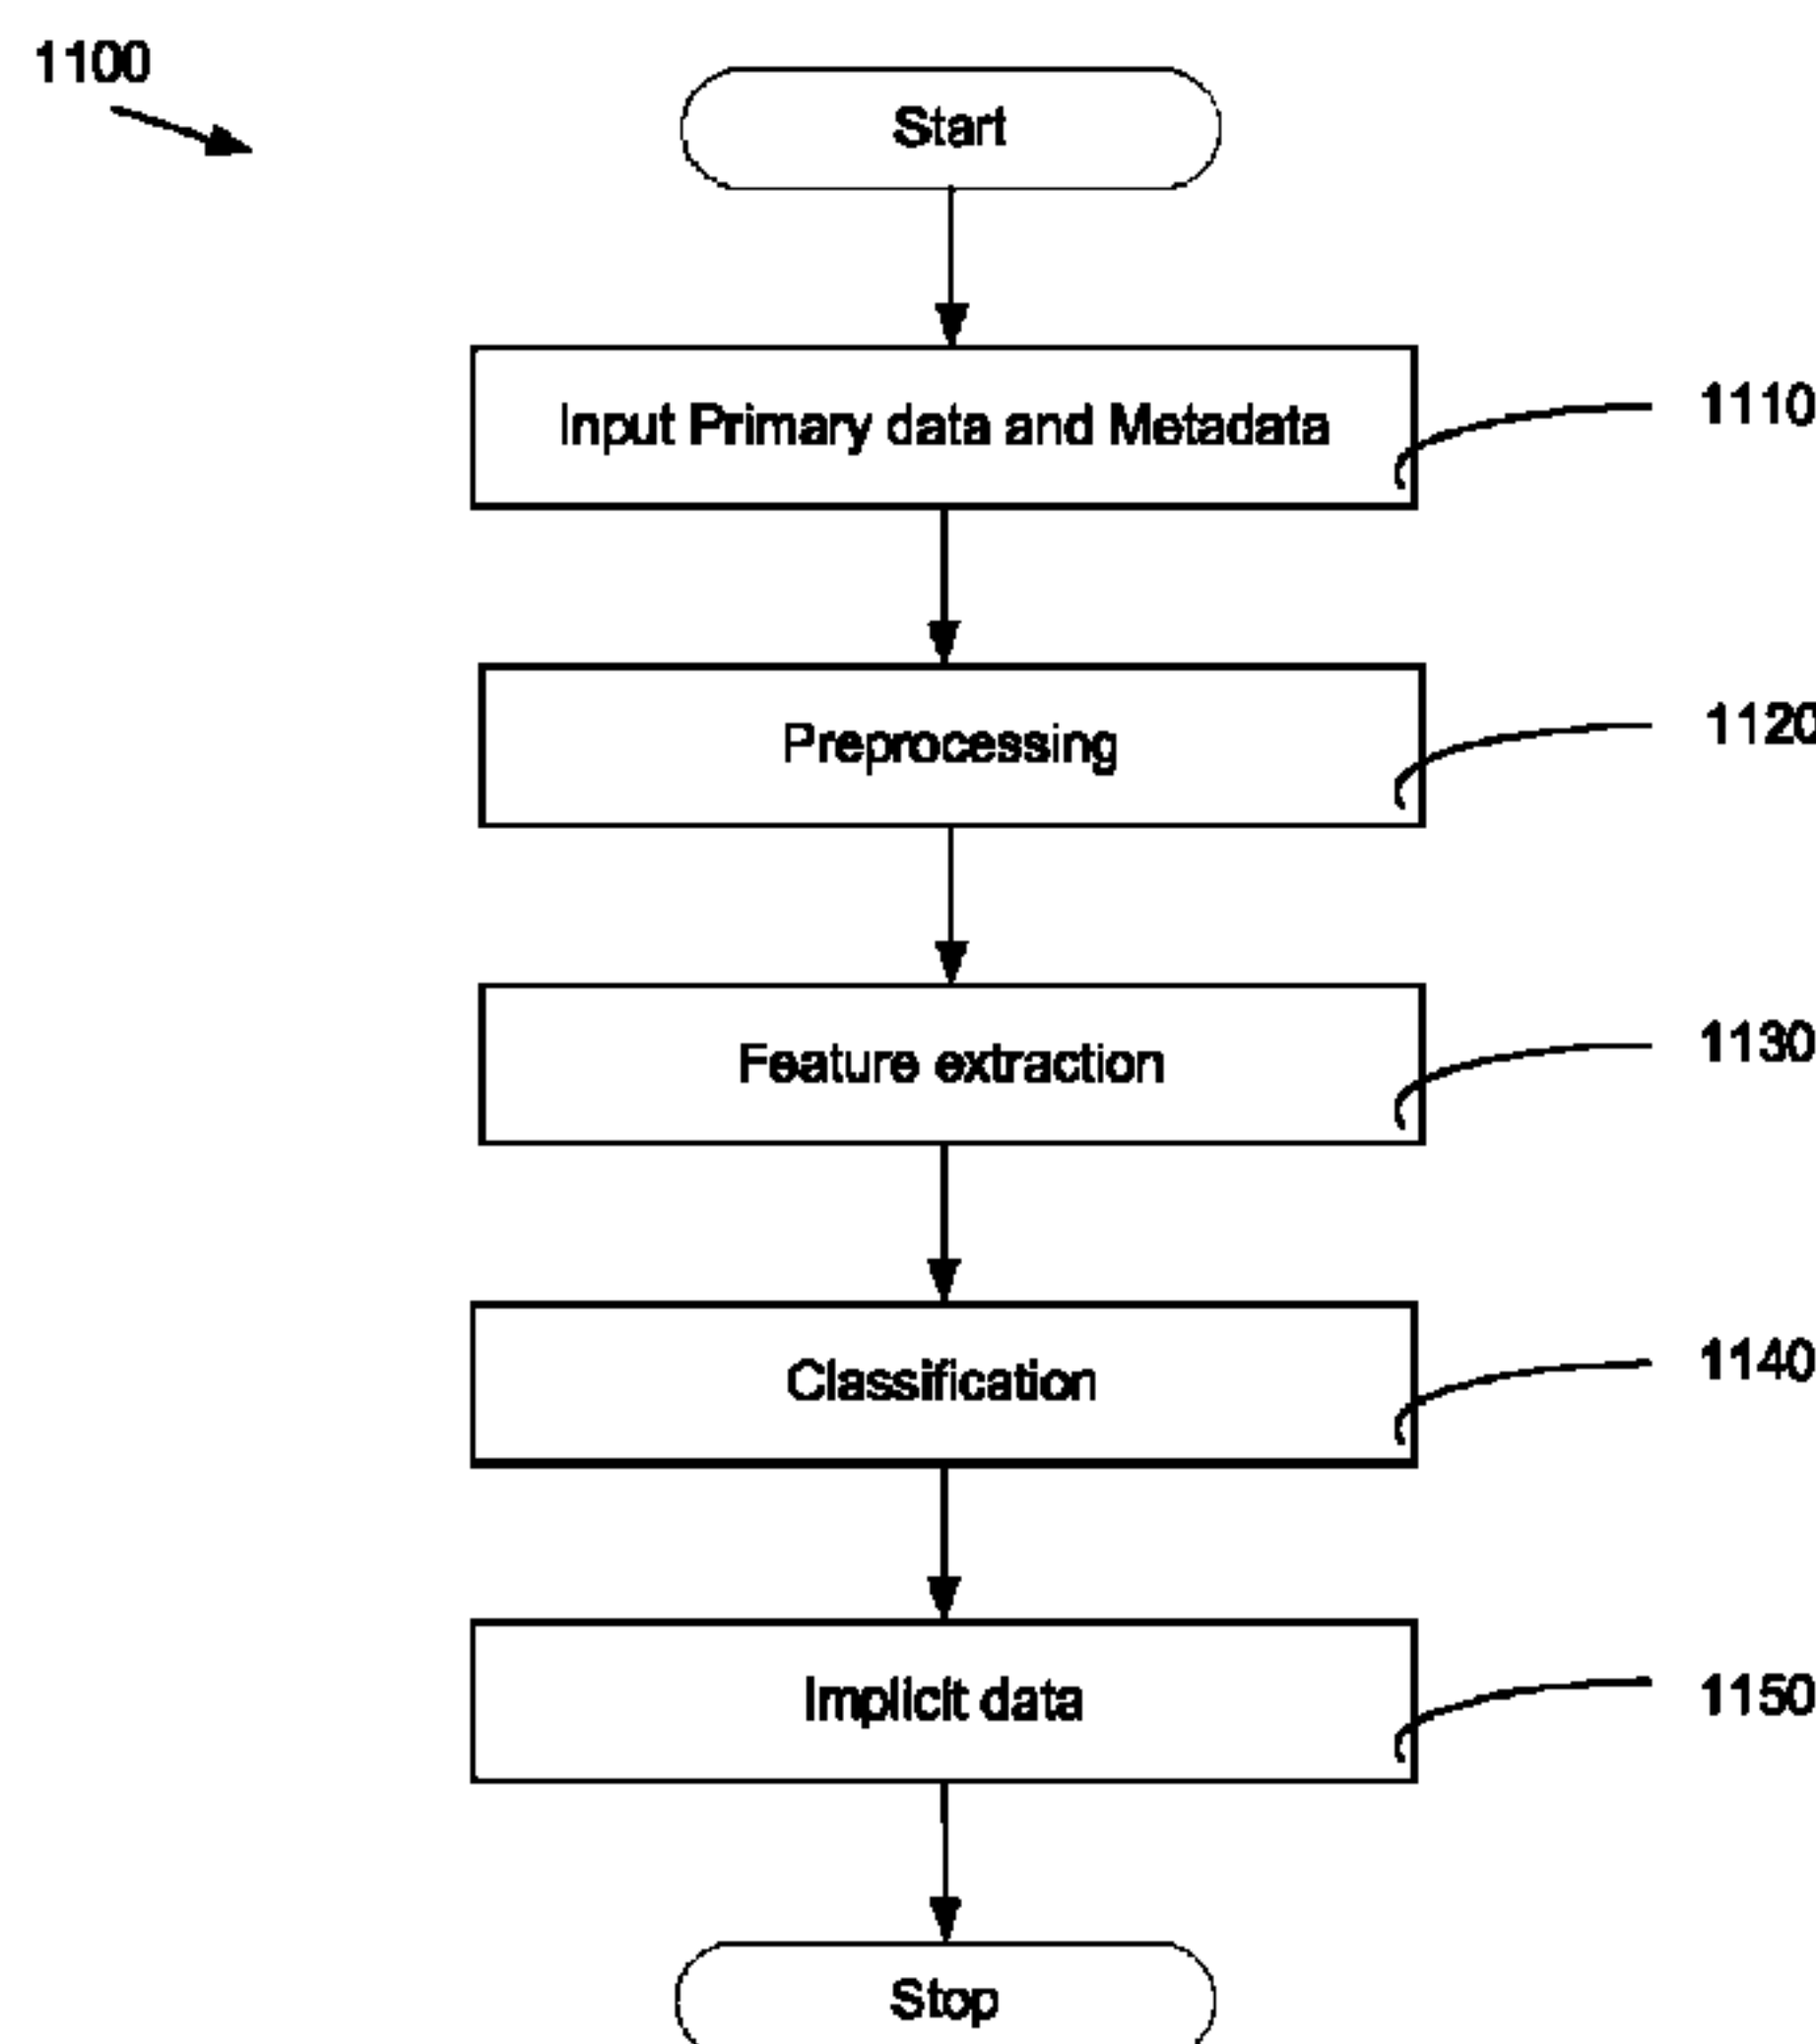 1100
Start
Input Primary data and Metadata
1110
Preprocessing
1120
Feature extraction
1130
Classification
1140
Implicit data
1150
Stop